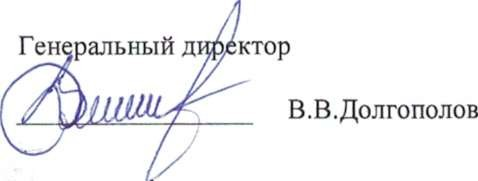 Генеральный директор
В.В.Долгополов